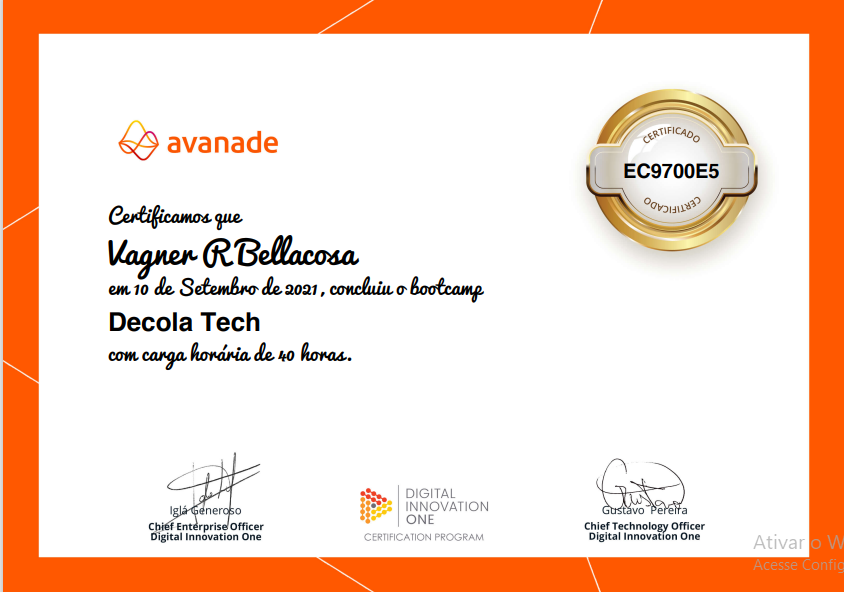 avanade
CERTIFICADO
EC9700E5
CERTIFICADO
Certificamos que
Vagner R Bellacosa
em 10 de Setembro de 2021, concluiu o bootcamp
Decola Tech
com carga horária de 40 horas.
Iglá Generoso
Chief Enterprise Officer
Digital Innovation One
DIGITAL
INNOVATION
ONE
CERTIFICATION PROGRAM
Gustavo Pereira
Chief Technology Officer
Digital Innovation One
Ativar o W
Acesse Config